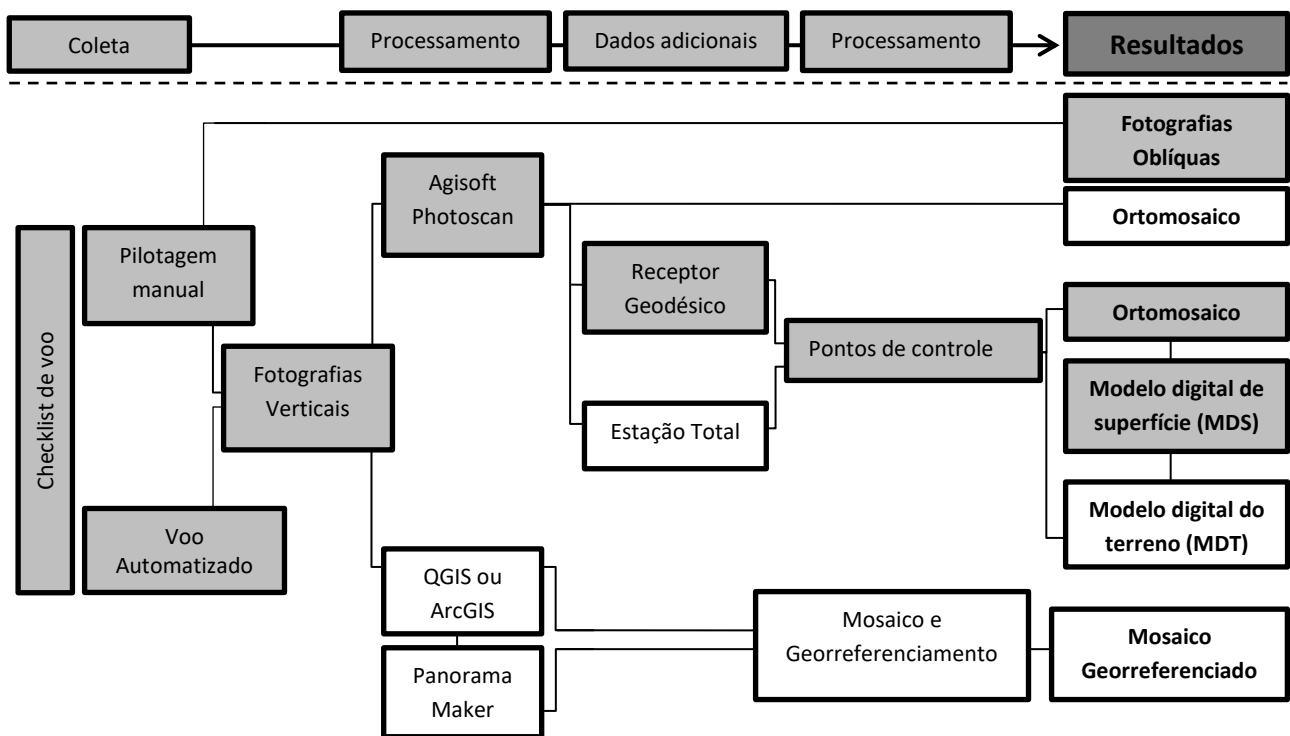 Coleta
Processamento
Dados adicionais
Processamento
Resultados
Fotografias
Oblíquas
Agisoft
Photoscan
Ortomosaico
Checklist de voo
Pilotagem
manual
Receptor
Geodésico
Ortomosaico
Pontos de controle
Fotografias
Verticais
Modelo digital de
superfície (MDS)
Estação Total
Voo
Automatizado
Modelo digital do
terreno (MDT)
QGIS ou
ArcGIS
Mosaico e
Georreferenciamento
Mosaico
Georreferenciado
Panorama
Maker